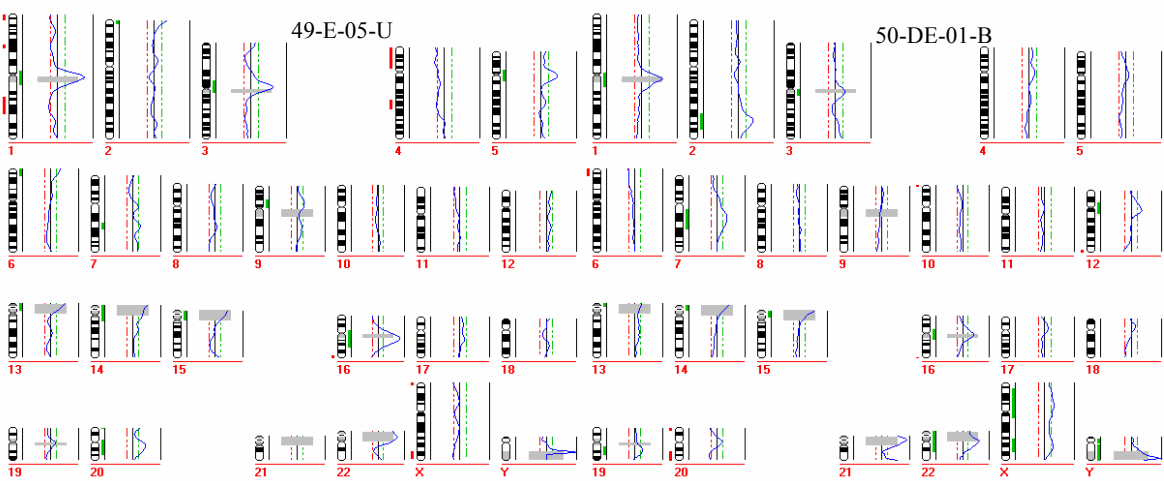 49-E-05-U
50-DE-01-B
1 2 3 4 5 1 2 3 4 5
6 7 8 9 10 11 12 6 7 8 9 10 11 12
13 14 15 16 17 18 13 14 15 16 17 18
19 20 21 22 X Y 19 20 21 22 X Y